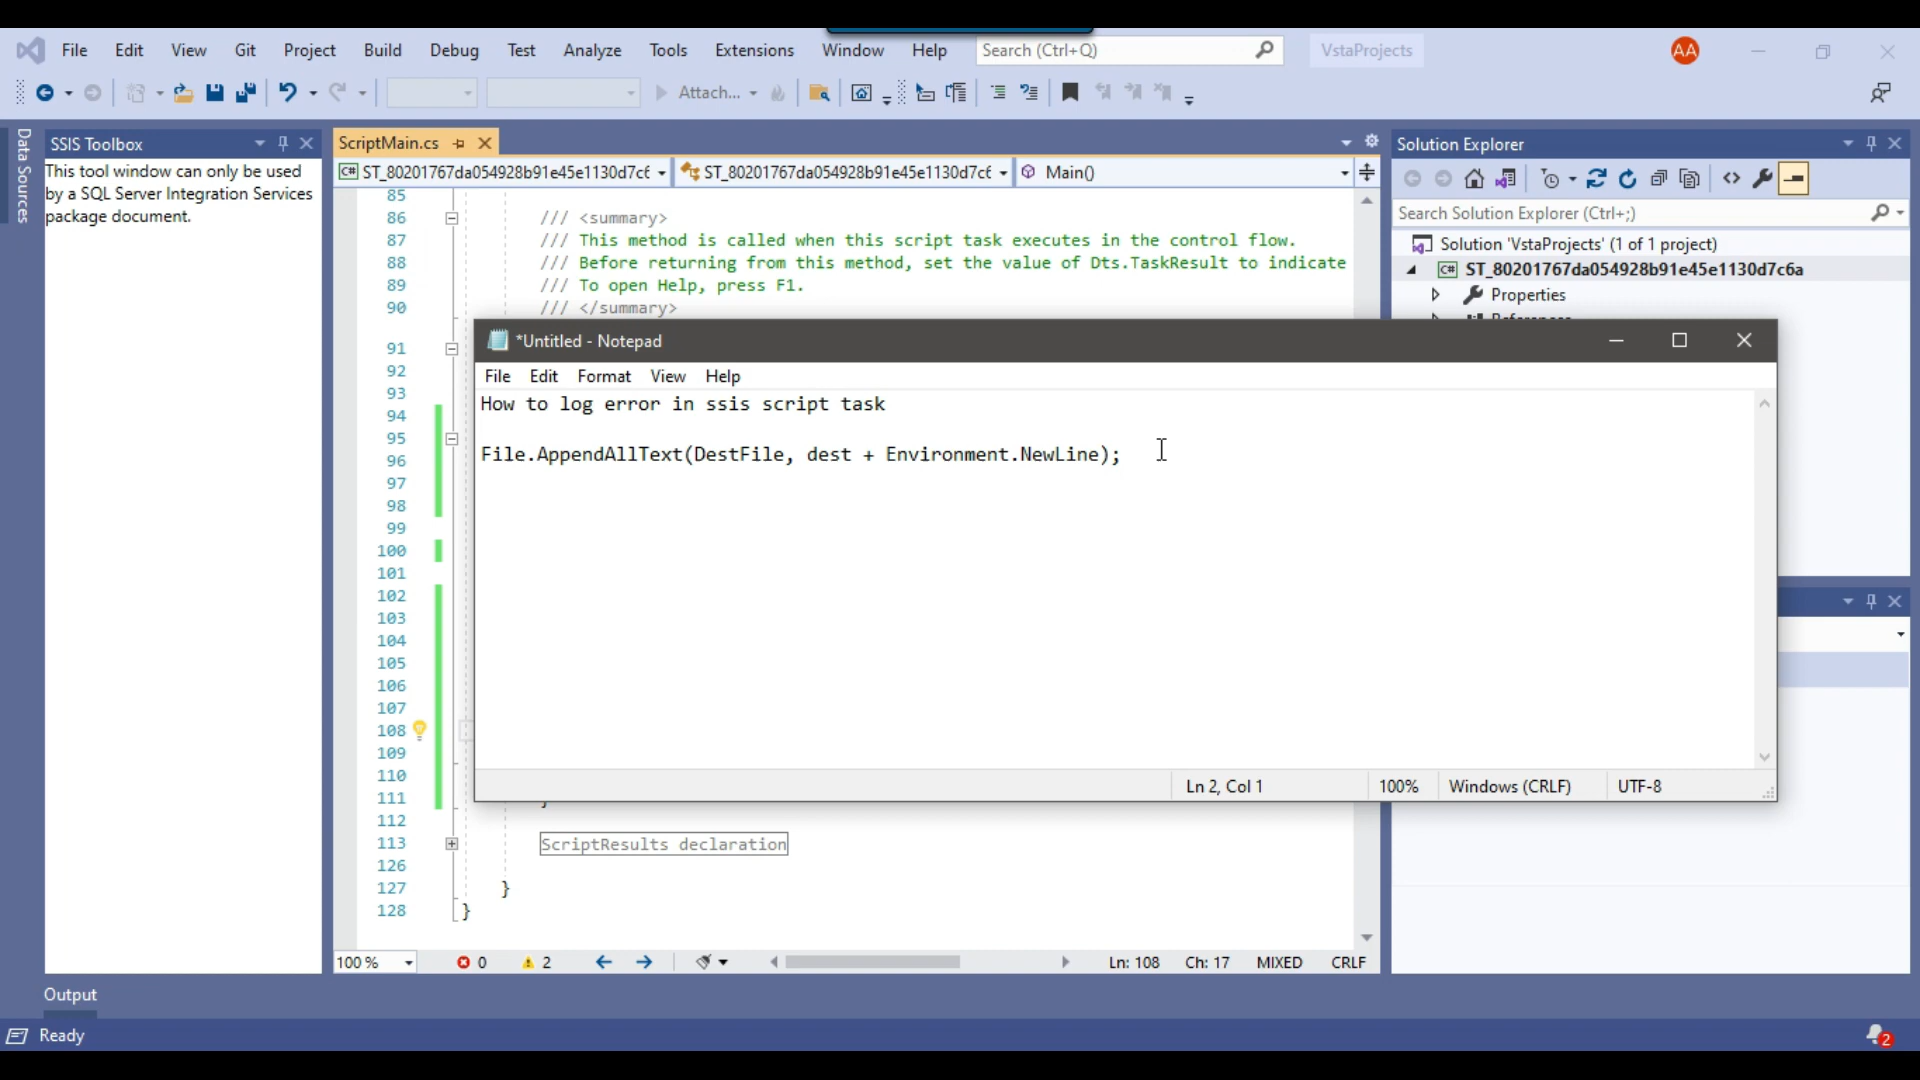 File Edit View Git Project Build Debug Test Analyze Tools Extensions Window Help Search (Ctrl+Q) VstaProjects AA
Attach...
Data Sources
SSIS Toolbox
This tool window can only be used
by a SQL Server Integration Services
package document.
ScriptMain.cs
C# ST_80201767da054928b91e45e1130d7c6 ST_80201767da054928b91e45e1130d7c6 Main()
85
86 /// <summary>
87 /// This method is called when this script task executes in the control flow.
88 /// Before returning from this method, set the value of Dts.TaskResult to indicate
89 /// To open Help, press F1.
90 /// </summary>
91
92
93
94
95
96
97
98
99
100
101
102
103
104
105
106
107
108
109
110
111
112
113 ScriptResults declaration
126
127 }
128 }
*Untitled - Notepad
File Edit Format View Help
How to log error in ssis script task
File.AppendAllText(DestFile, dest + Environment.NewLine);
Ln 2, Col 1 100% Windows (CRLF) UTF-8
100 % 0 2 Ln: 108 Ch: 17 MIXED CRLF
Solution Explorer
Search Solution Explorer (Ctrl+;)
Solution 'VstaProjects' (1 of 1 project)
C# ST_80201767da054928b91e45e1130d7c6a
Properties
Output
Ready
2